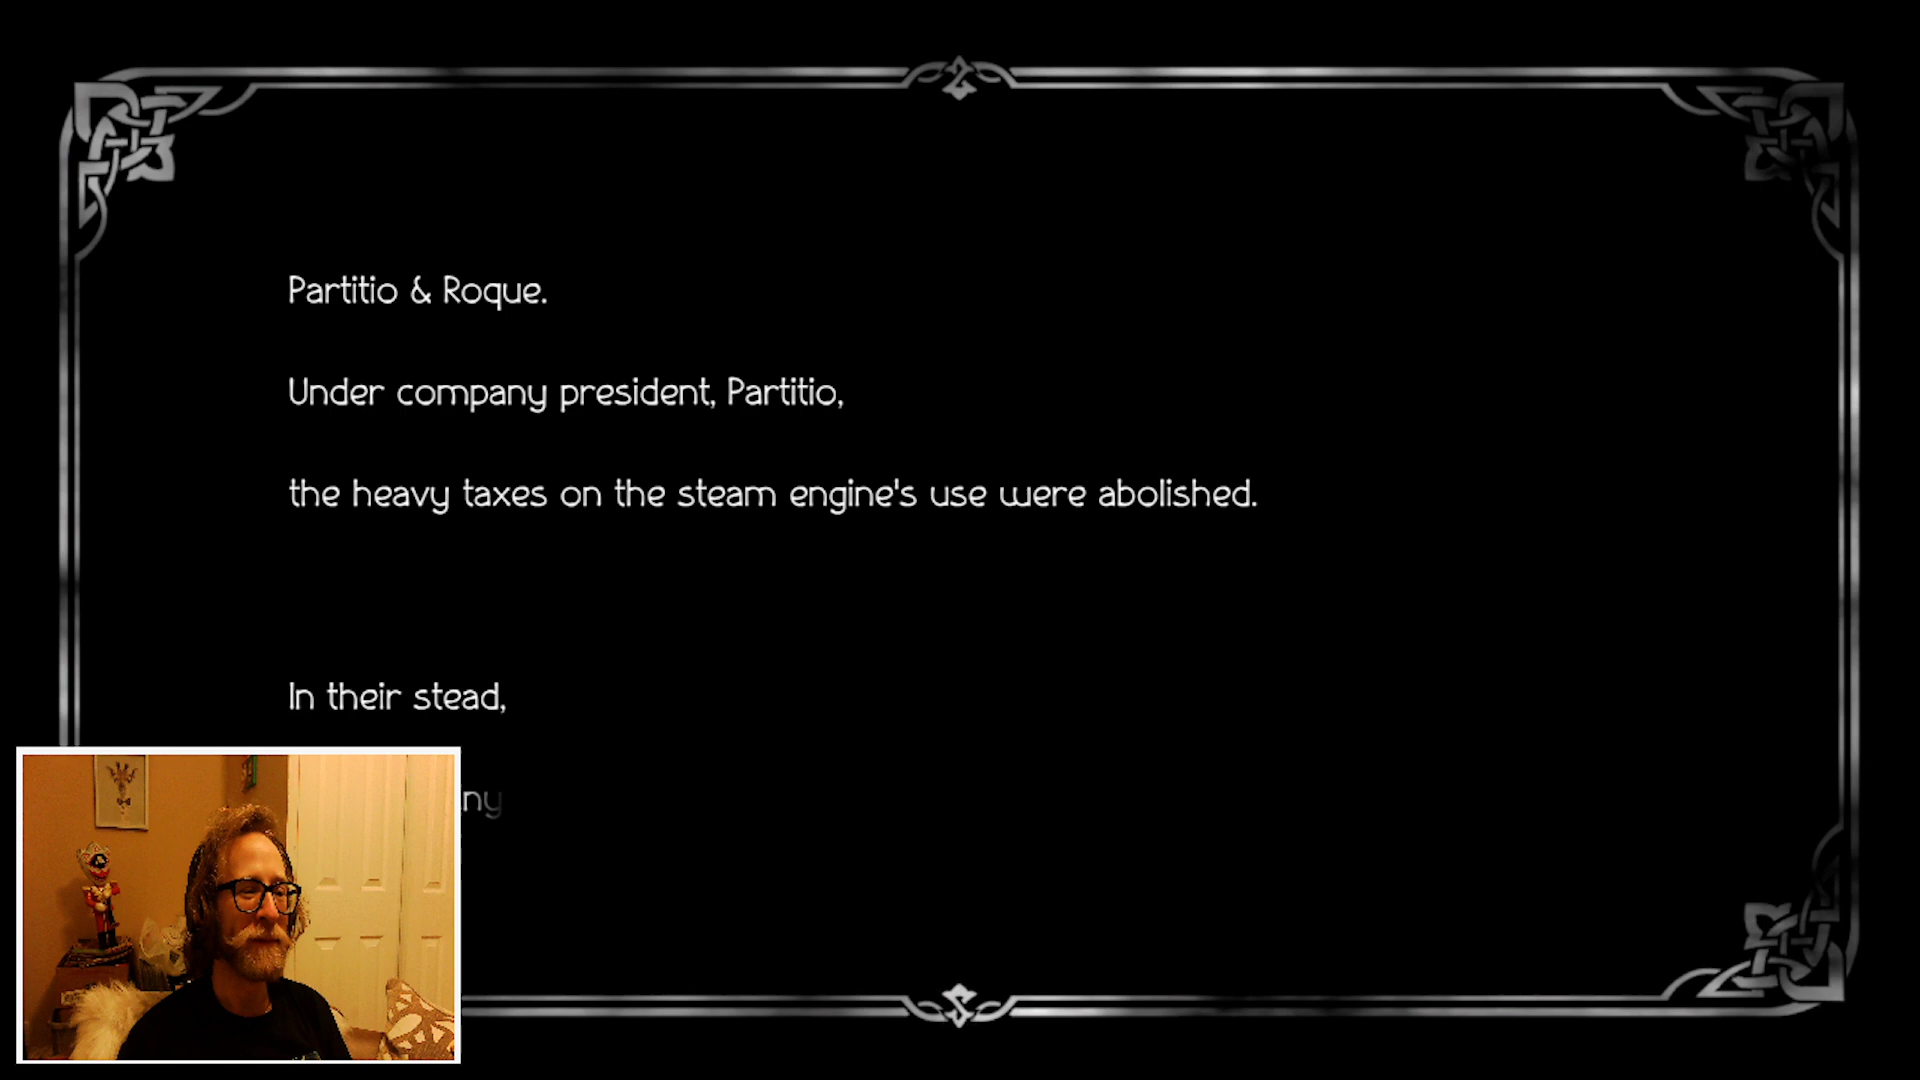 Partitio & Roque.
Under company president, Partitio,
the heavy taxes on the steam engine's use were abolished.
In their stead,